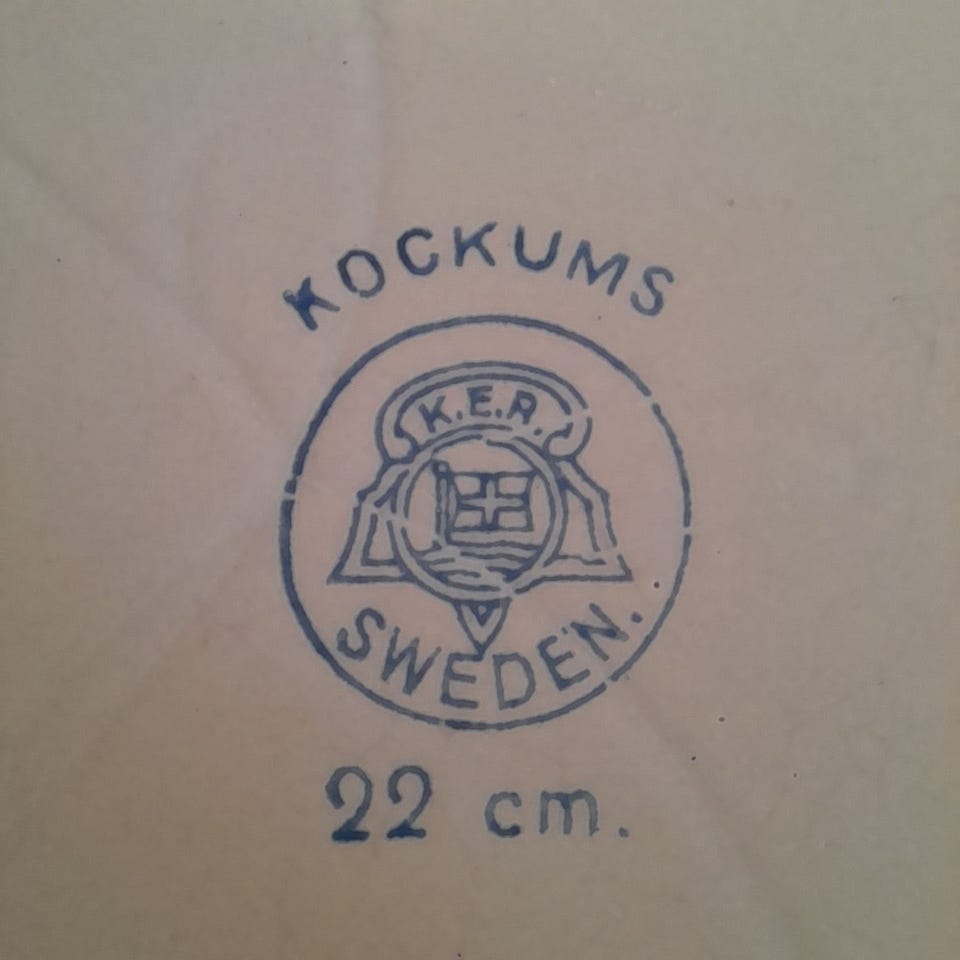 KOCKUMS
K.E.R.
SWEDEN.
22 cm.